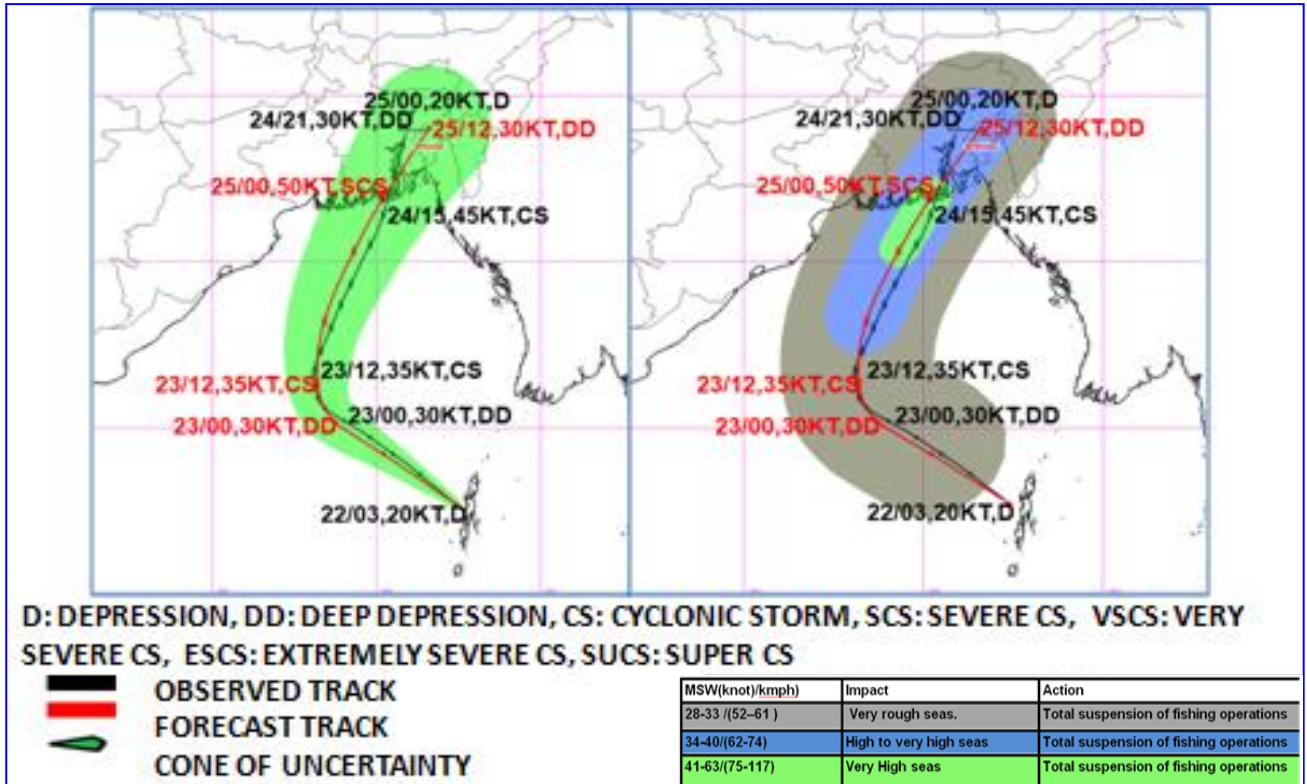 25/00,20KT,D
24/21,30KT,DD
25/12,30KT,DD
25/00,50KT,SCS
24/15,45KT,CS
23/12,35KT,CS
23/12,35KT,CS
23/00,30KT,DD
23/00,30KT,DD
22/03,20KT,D
25/00,20KT,D
24/21,30KT,DD
25/12,30KT,DD
25/00,50KT,SCS
24/15,45KT,CS
23/12,35KT,CS
23/12,35KT,CS
23/00,30KT,DD
23/00,30KT,DD
22/03,20KT,D
D: DEPRESSION, DD: DEEP DEPRESSION, CS: CYCLONIC STORM, SCS: SEVERE CS, VSCS: VERY
SEVERE CS, ESCS: EXTREMELY SEVERE CS, SUCS: SUPER CS
OBSERVED TRACK
FORECAST TRACK
CONE OF UNCERTAINTY
MSW(knot)/kmph) Impact Action
28-33 /(52–61 ) Very rough seas. Total suspension of fishing operations
34-40/(62-74) High to very high seas Total suspension of fishing operations
41-63/(75-117) Very High seas Total suspension of fishing operations